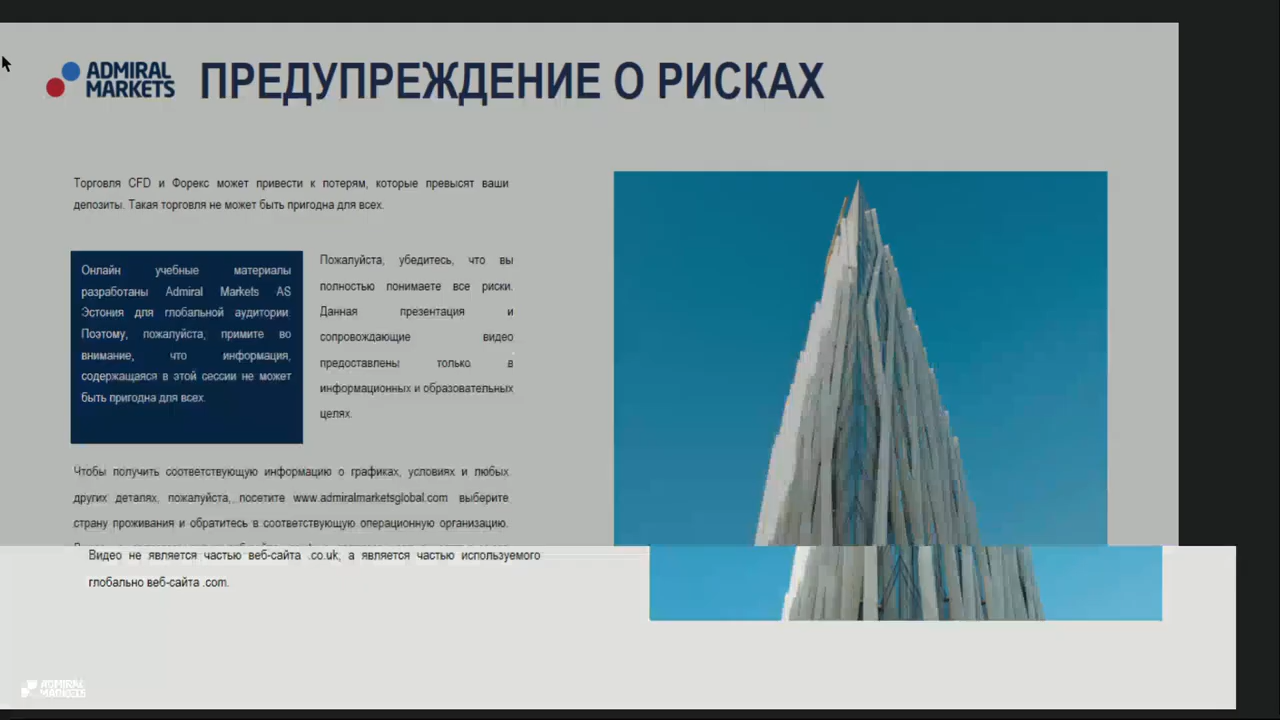 ADMIRAL
MARKETS
ПРЕДУПРЕЖДЕНИЕ О РИСКАХ
Торговля CFD и Форекс может привести к потерям, которые превысят ваши
депозиты. Такая торговля не может быть пригодна для всех.
Онлайн учебные материалы
разработаны Admiral Markets AS
Эстония для глобальной аудитории
Поэтому, пожалуйста, примите во
внимание, что информация,
содержащаяся в этой сессии не может
быть пригодна для всех.
Пожалуйста, убедитесь, что вы
полностью понимаете все риски.
Данная презентация и
сопровождающие видео
предоставлены только в
информационных и образовательных
целях.
Чтобы получить соответствующую информацию о графиках, условиях и любых
других деталях, пожалуйста, посетите www.admiralmarketsglobal.com выберите
страну проживания и обратитесь в соответствующую операционную организацию.
Видео не является частью веб-сайта .co.uk, а является частью используемого
глобально веб-сайта .com.
ADMIRAL
MARKETS